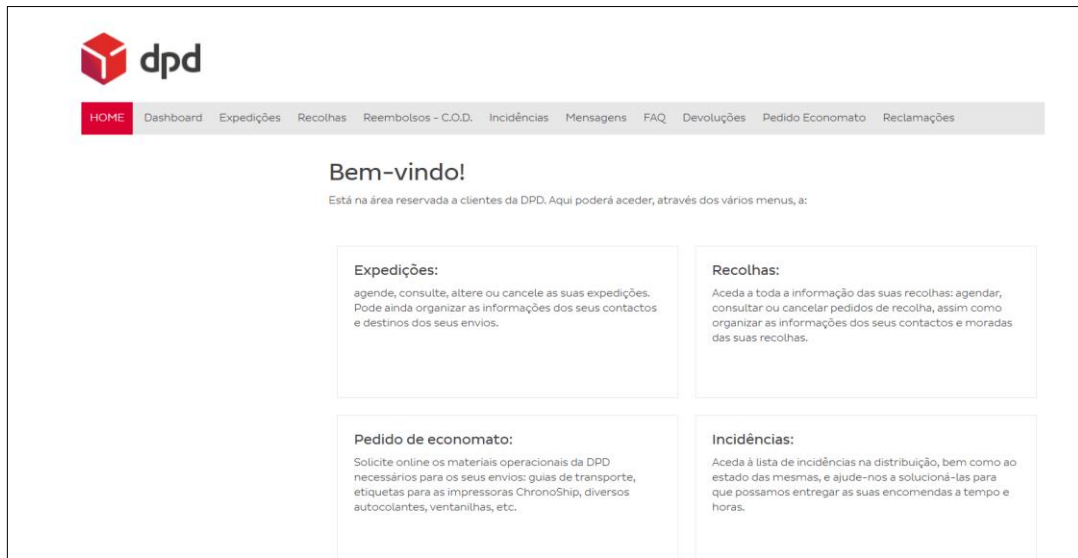 dpd
HOME Dashboard Expedições Recolhas Reembolsos - C.O.D. Incidências Mensagens FAQ Devoluções Pedido Economato Reclamações
Bem-vindo!
Está na área reservada a clientes da DPD. Aqui poderá aceder, através dos vários menus, a:
Expedições:
agende, consulte, altere ou cancele as suas expedições.
Pode ainda organizar as informações dos seus contactos
e destinos dos seus envios.
Recolhas:
Aceda a toda a informação das suas recolhas: agendar,
consultar ou cancelar pedidos de recolha, assim como
organizar as informações dos seus contactos e moradas
das suas recolhas.
Pedido de economato:
Solicite online os materiais operacionais da DPD
necessários para os seus envios: guias de transporte,
etiquetas para as impressoras ChronoShip, diversos
autocolantes, ventanilhas, etc.
Incidências:
Aceda à lista de incidências na distribuição, bem como ao
estado das mesmas, e ajude-nos a solucioná-las para
que possamos entregar as suas encomendas a tempo e
horas.